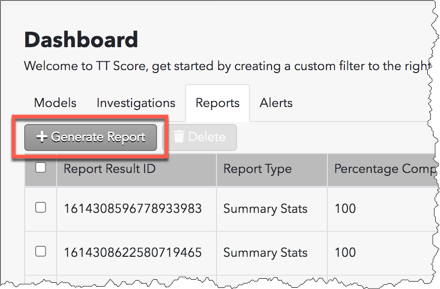 Dashboard
Welcome to TT Score, get started by creating a custom filter to the right
Models Investigations Reports Alerts
+ Generate Report Delete
Report Result ID Report Type Percentage Comp
1614308596778933983 Summary Stats 100
1614308622580719465 Summary Stats 100